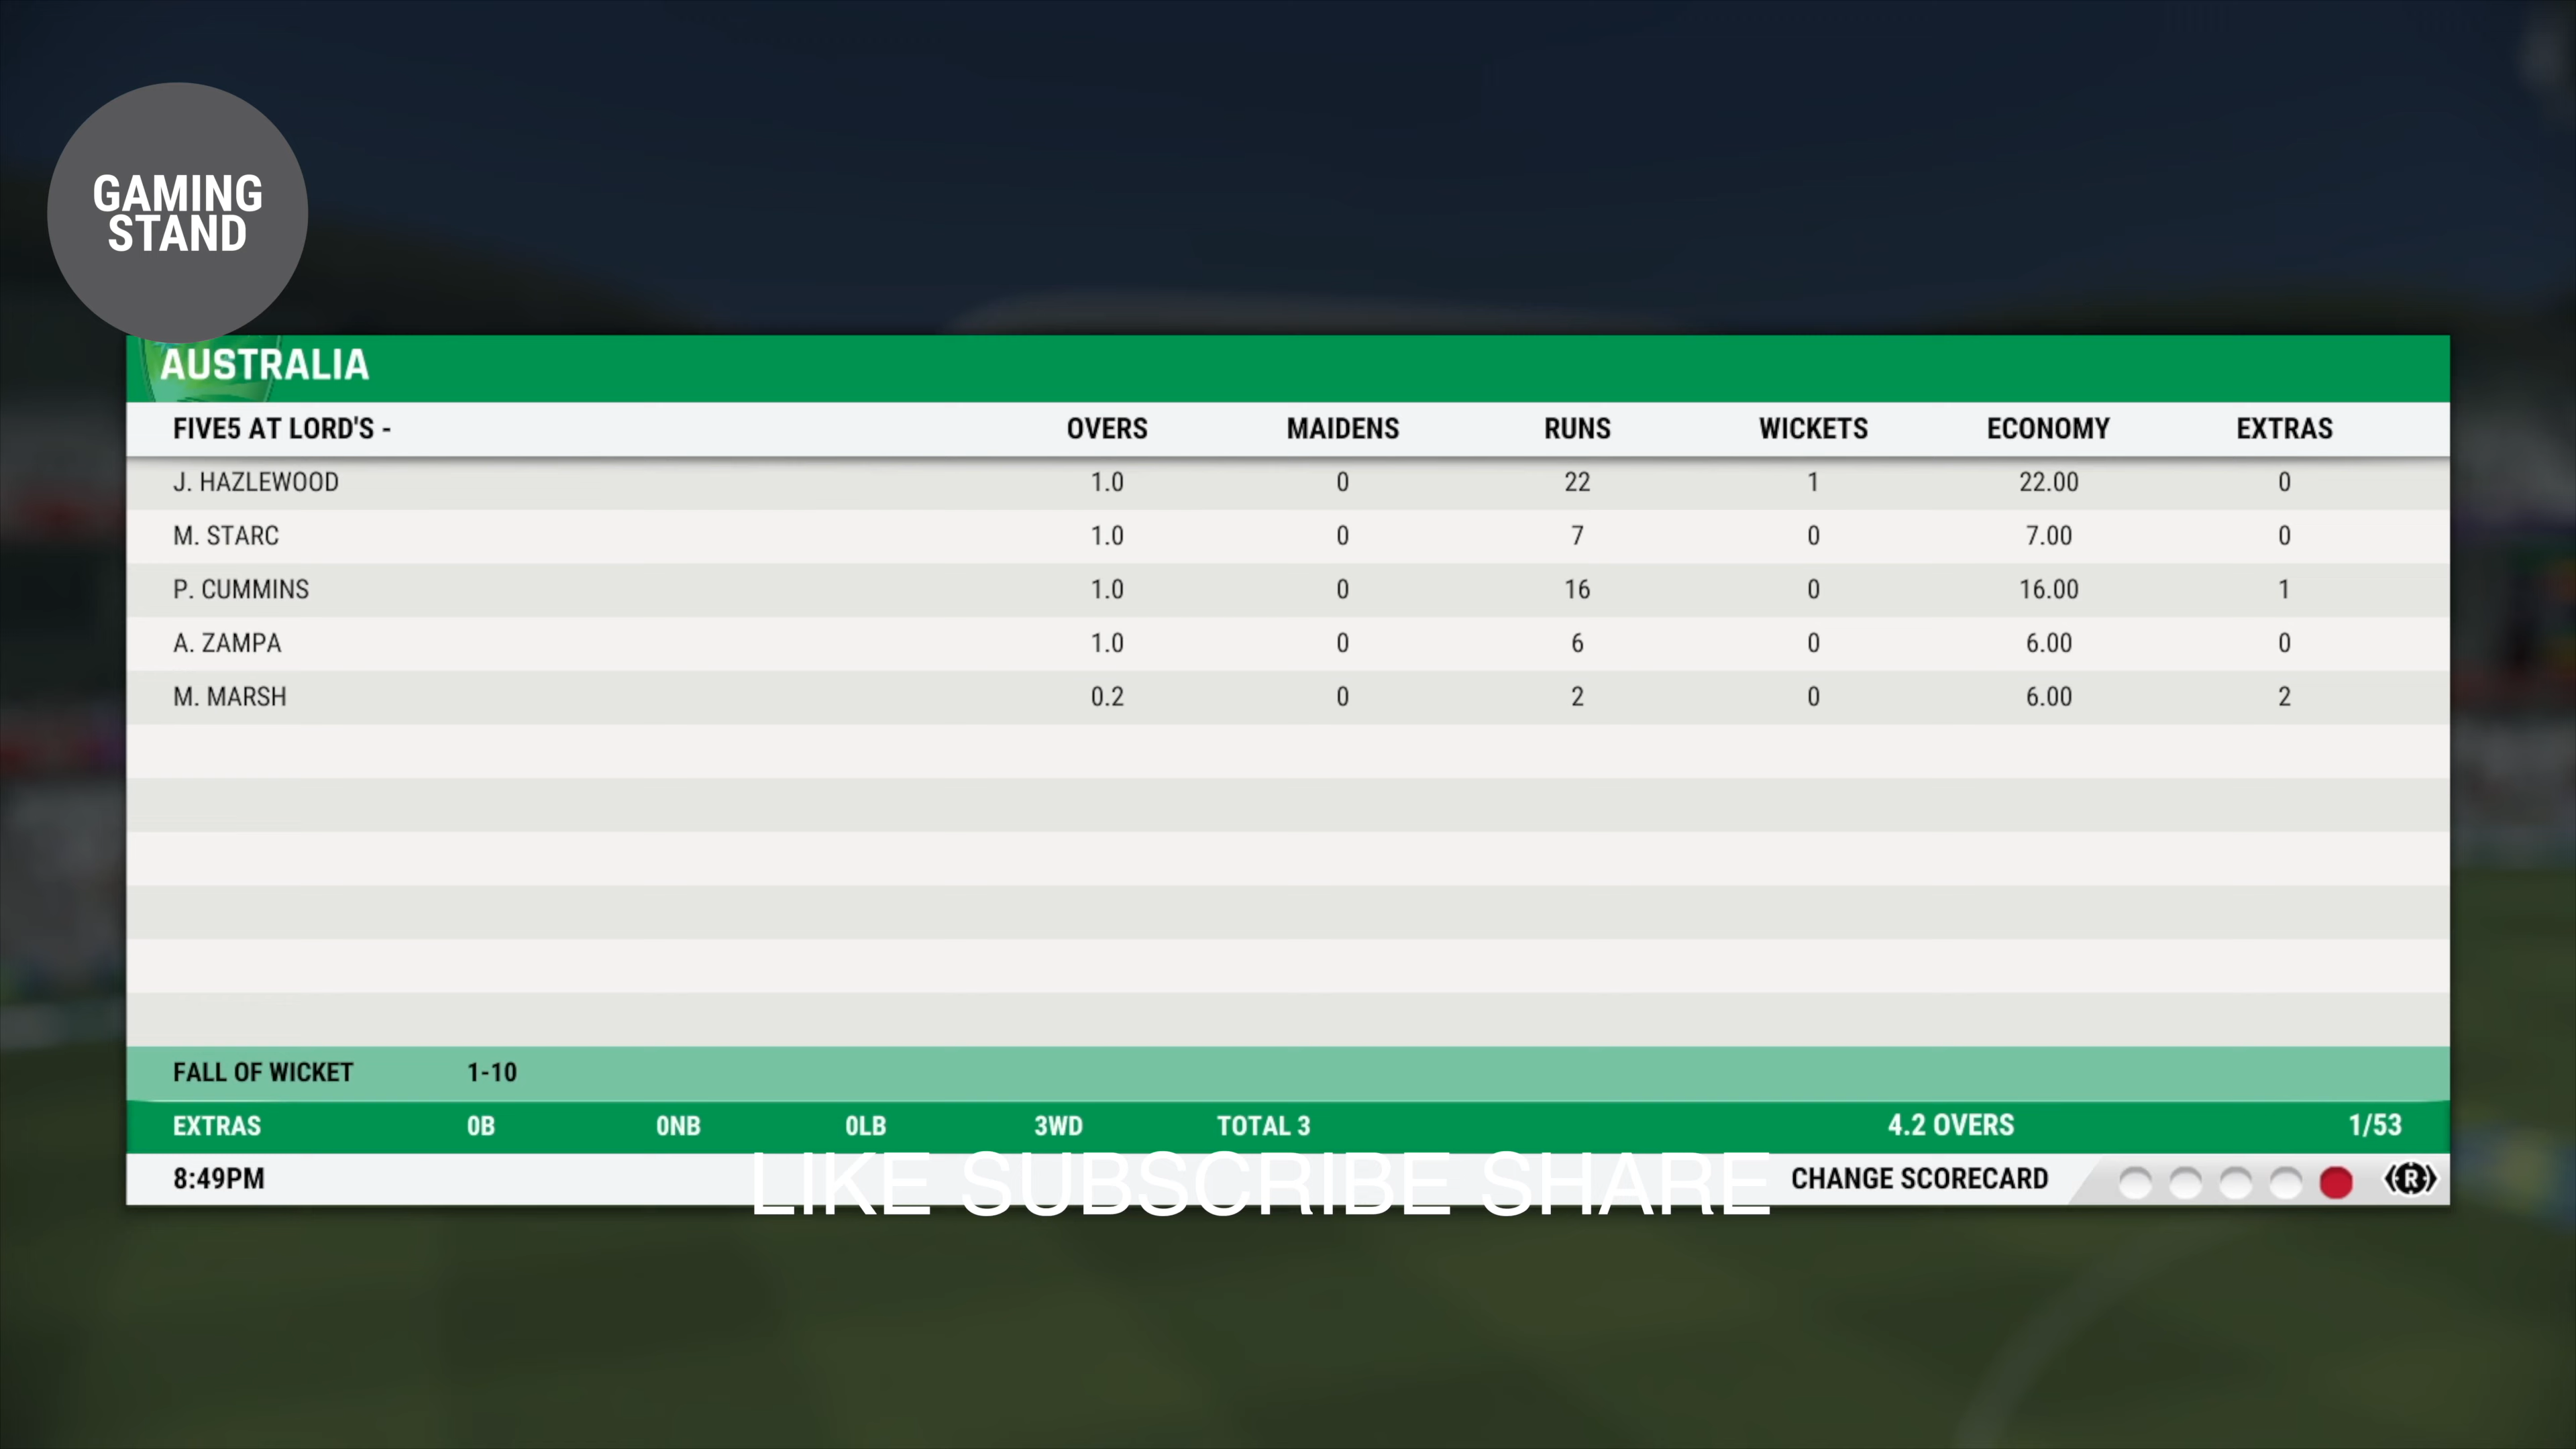 GAMING
STAND
AUSTRALIA
FIVE5 AT LORD'S - OVERS MAIDENS RUNS WICKETS ECONOMY EXTRAS
J. HAZLEWOOD 1.0 0 22 1 22.00 0
M. STARC 1.0 0 7 0 7.00 0
P. CUMMINS 1.0 0 16 0 16.00 1
A. ZAMPA 1.0 0 6 0 6.00 0
M. MARSH 0.2 0 2 0 6.00 2
FALL OF WICKET 1-10
EXTRAS 0B 0NB 0LB 3WD TOTAL 3 4.2 OVERS 1/53
8:49PM CHANGE SCORECARD R
LIKE SUBSCRIBE SHARE